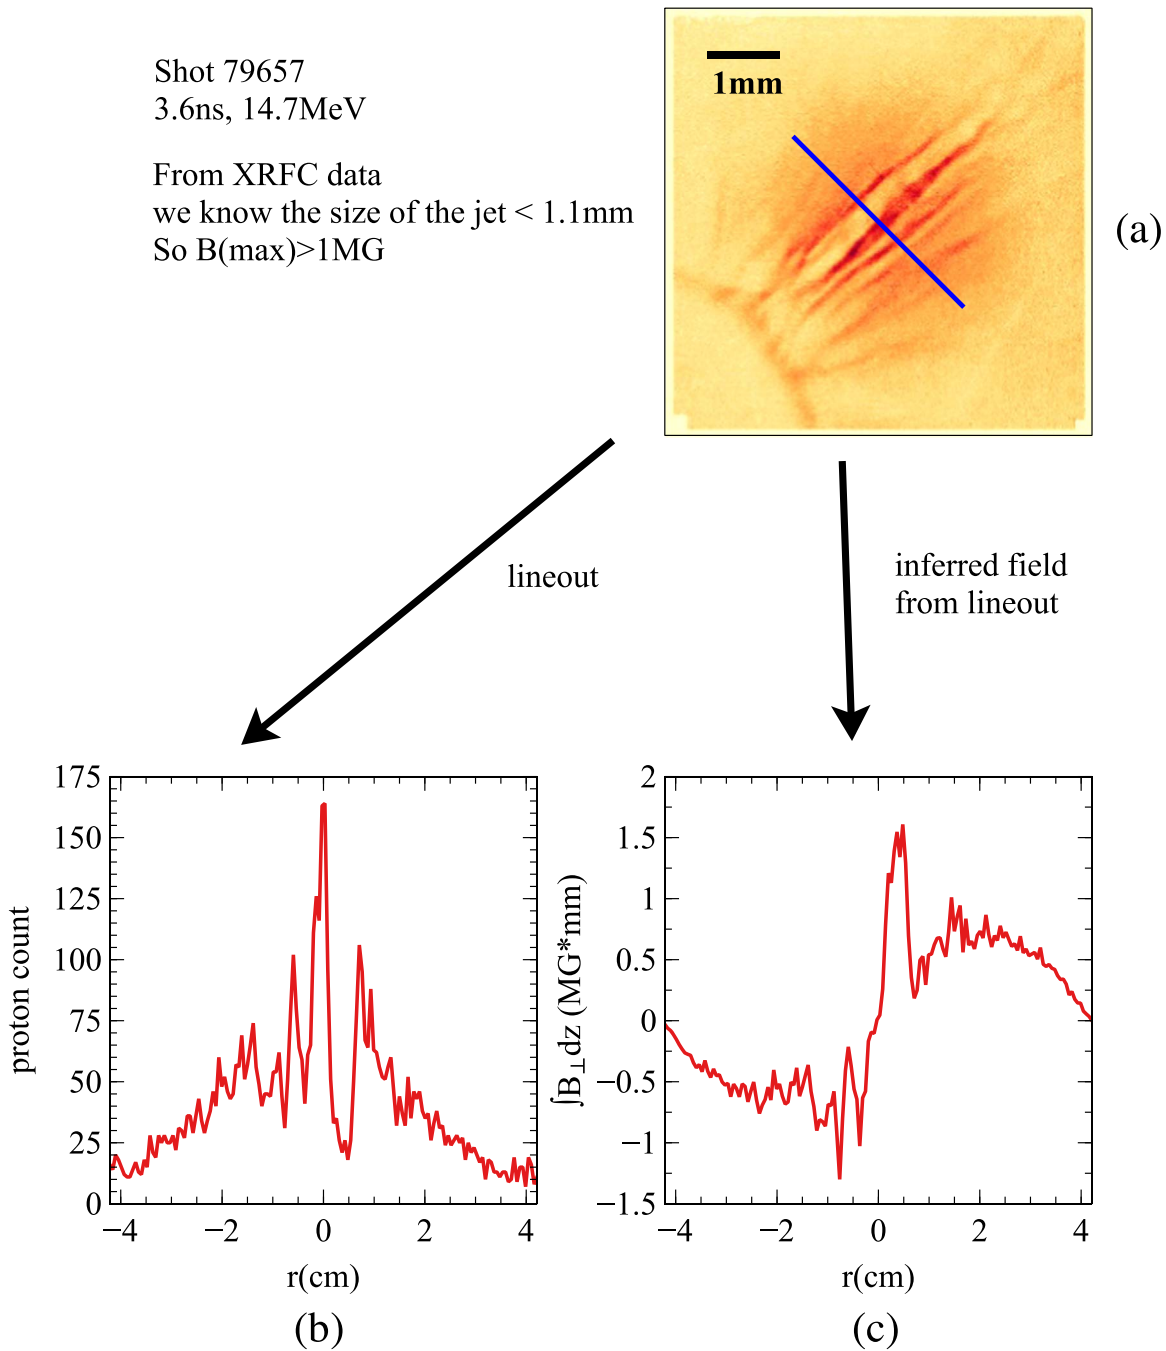 Shot 79657
3.6ns, 14.7MeV
From XRFC data
we know the size of the jet < 1.1mm
So B(max)>1MG
1mm
(a)
lineout
inferred field
from lineout
175
150
125
100
75
50
25
0
proton count
−4
−2
0
2
4
r(cm)
(b)
2
1.5
1
0.5
0
−0.5
−1
−1.5
∫B⊥dz (MG*mm)
−4
−2
0
2
4
r(cm)
(c)